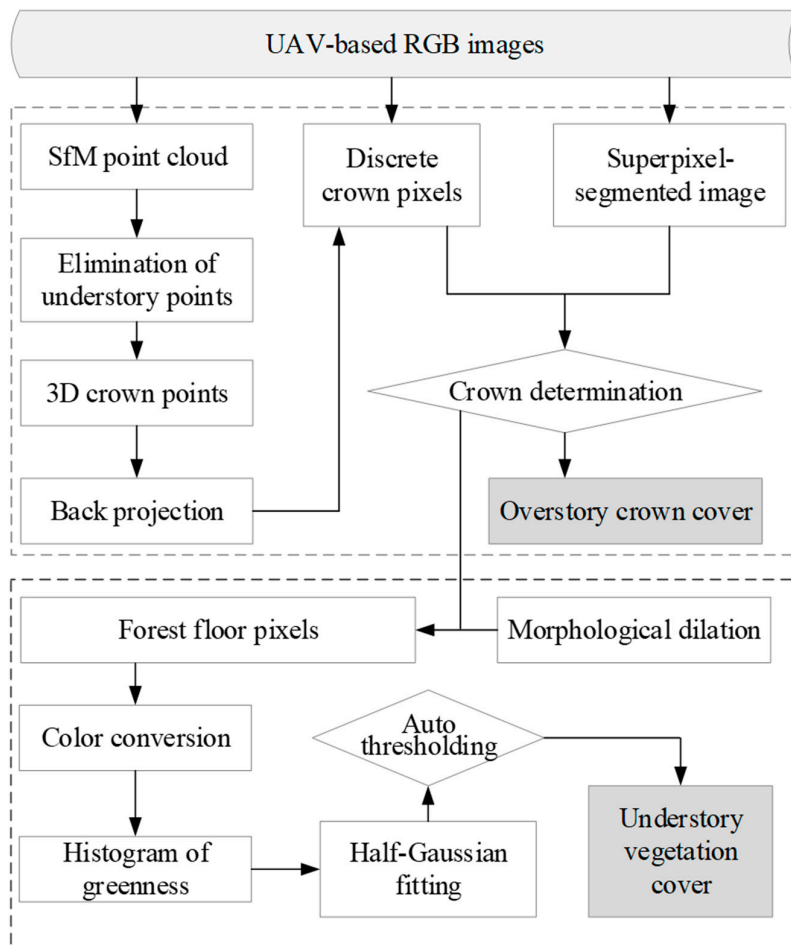 UAV-based RGB images
SfM point cloud
Discrete
crown pixels
Superpixel-
segmented image
Elimination of
understory points
3D crown points
Crown determination
Back projection
Overstory crown cover
Forest floor pixels
Morphological dilation
Color conversion
Auto
thresholding
Histogram of
greenness
Half-Gaussian
fitting
Understory
vegetation
cover